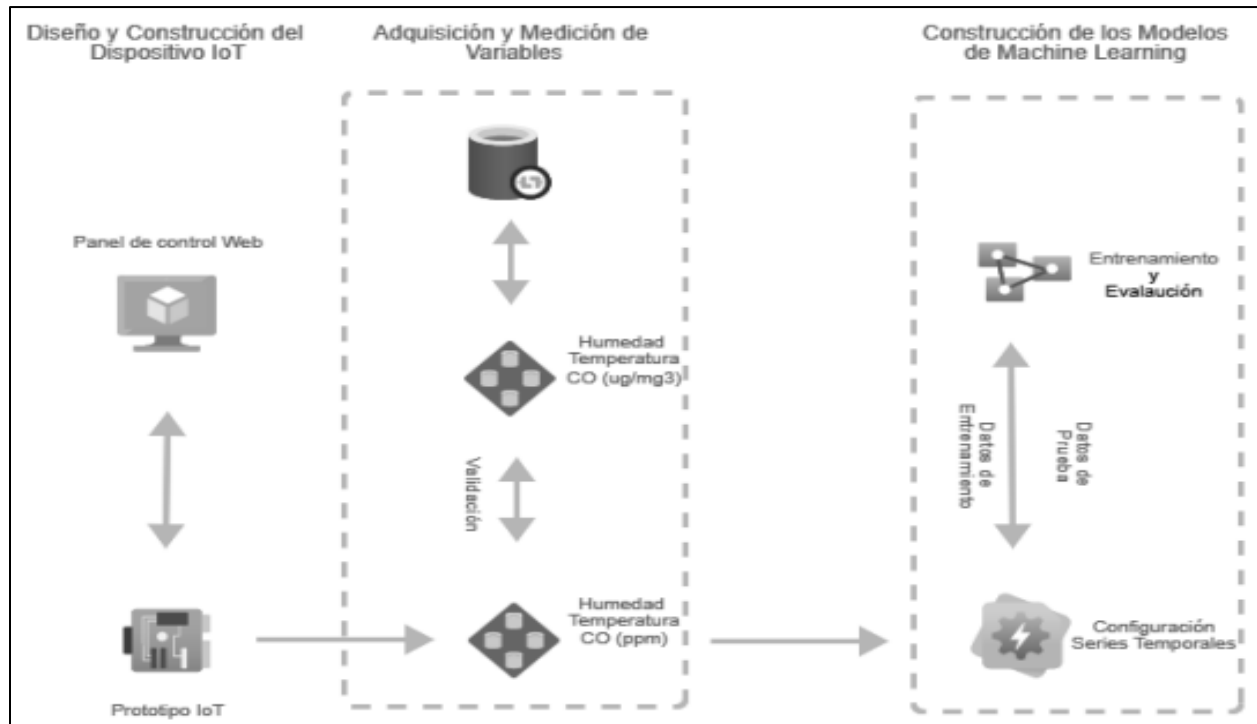 Diseño y Construcción del
Dispositivo IoT
Adquisición y Medición de
Variables
Construcción de los Modelos
de Machine Learning
Panel de control Web
Prototipo IoT
Humedad
Temperatura
CO (ug/mg3)
Validación
Humedad
Temperatura
CO (ppm)
Entrenamiento
y
Evalaución
Datos de
Entrenamiento
Datos de
Prueba
Configuración
Series Temporales